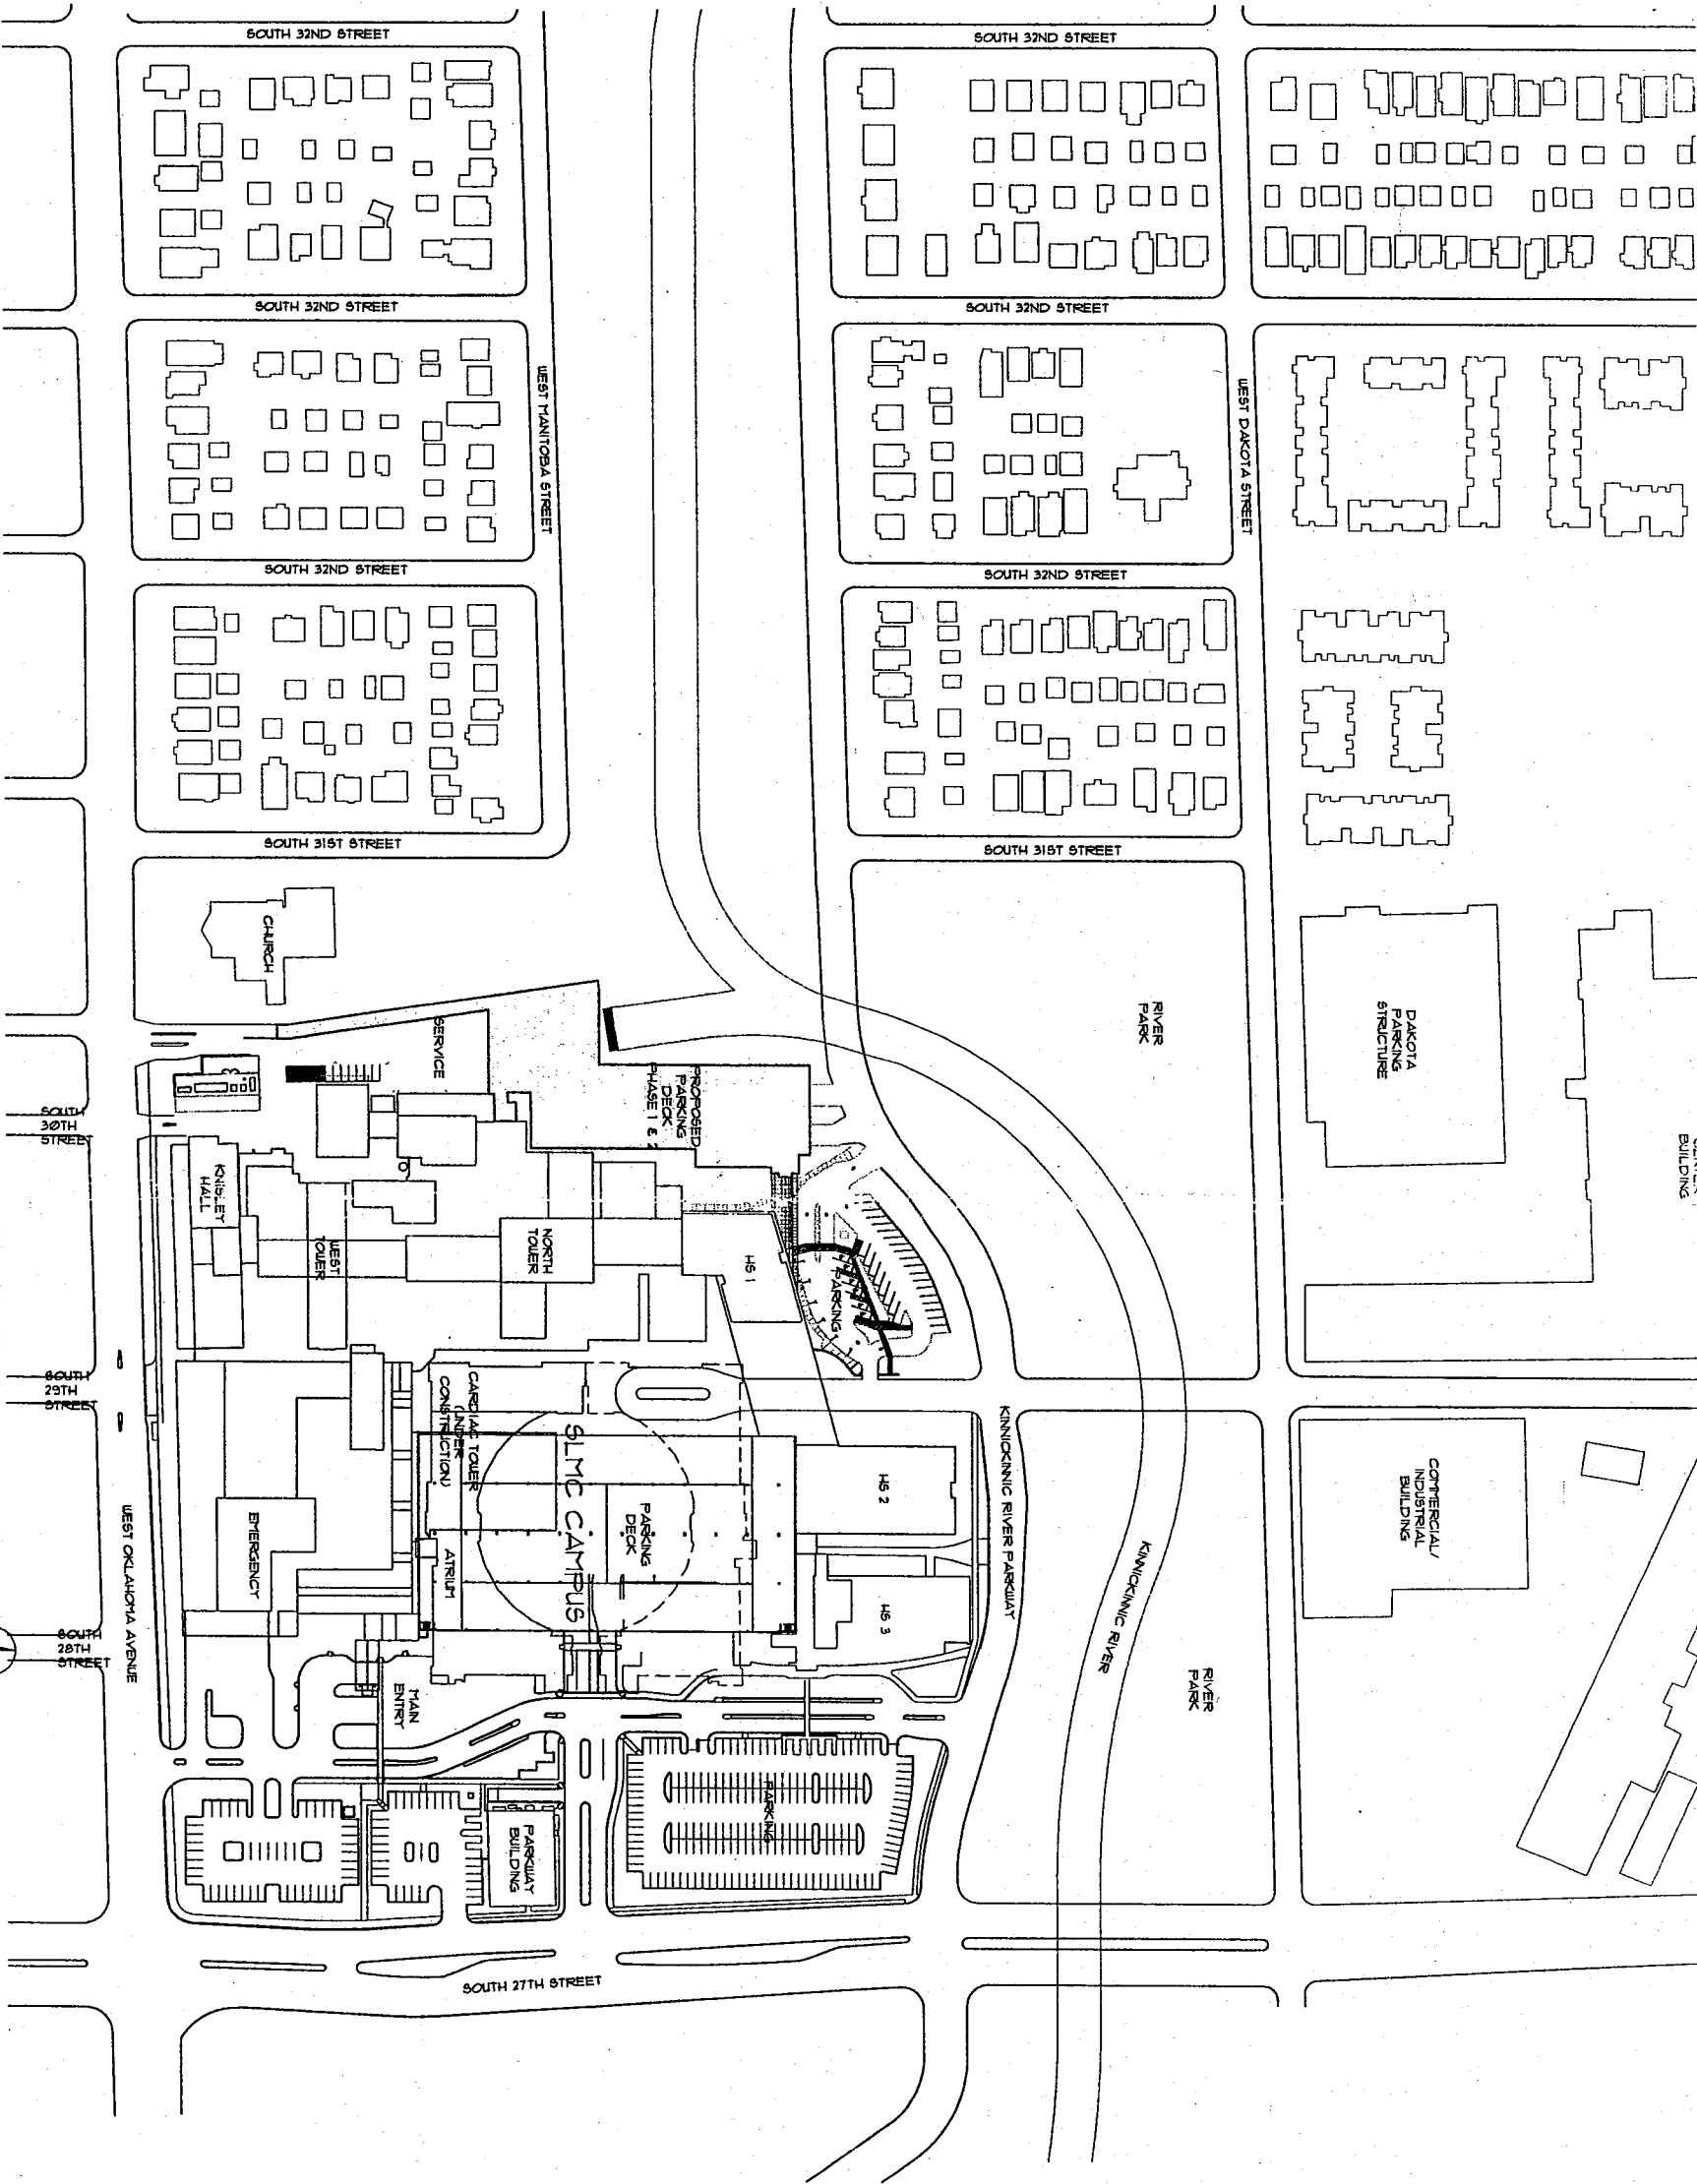 SOUTH 32ND STREET
SOUTH 32ND STREET
SOUTH 32ND STREET
SOUTH 32ND STREET
WEST MANITOBA STREET
WEST DAKOTA STREET
SOUTH 32ND STREET
SOUTH 32ND STREET
SOUTH 31ST STREET
SOUTH 31ST STREET
CHURCH
SERVICE
PROPOSED
PARKING
DECK
PHASE 1 & 2
RIVER
PARK
DAKOTA
PARKING
STRUCTURE
BUILDING
SOUTH
30TH
STREET
KNISLEY
HALL
WEST
TOWER
NORTH
TOWER
HS 1
PARKING
SOUTH
29TH
STREET
CARDIAC TOWER
(UNDER
CONSTRUCTION)
SLMC CAMPUS
PARKING
DECK
HS 2
HS 3
ATRIUM
EMERGENCY
WEST OKLAHOMA AVENUE
KINNICKINNIC RIVER PARKWAY
KINNICKINNIC RIVER
COMMERCIAL/
INDUSTRIAL
BUILDING
SOUTH
28TH
STREET
MAIN
ENTRY
RIVER
PARK
PARKING
PARKWAY
BUILDING
SOUTH 27TH STREET